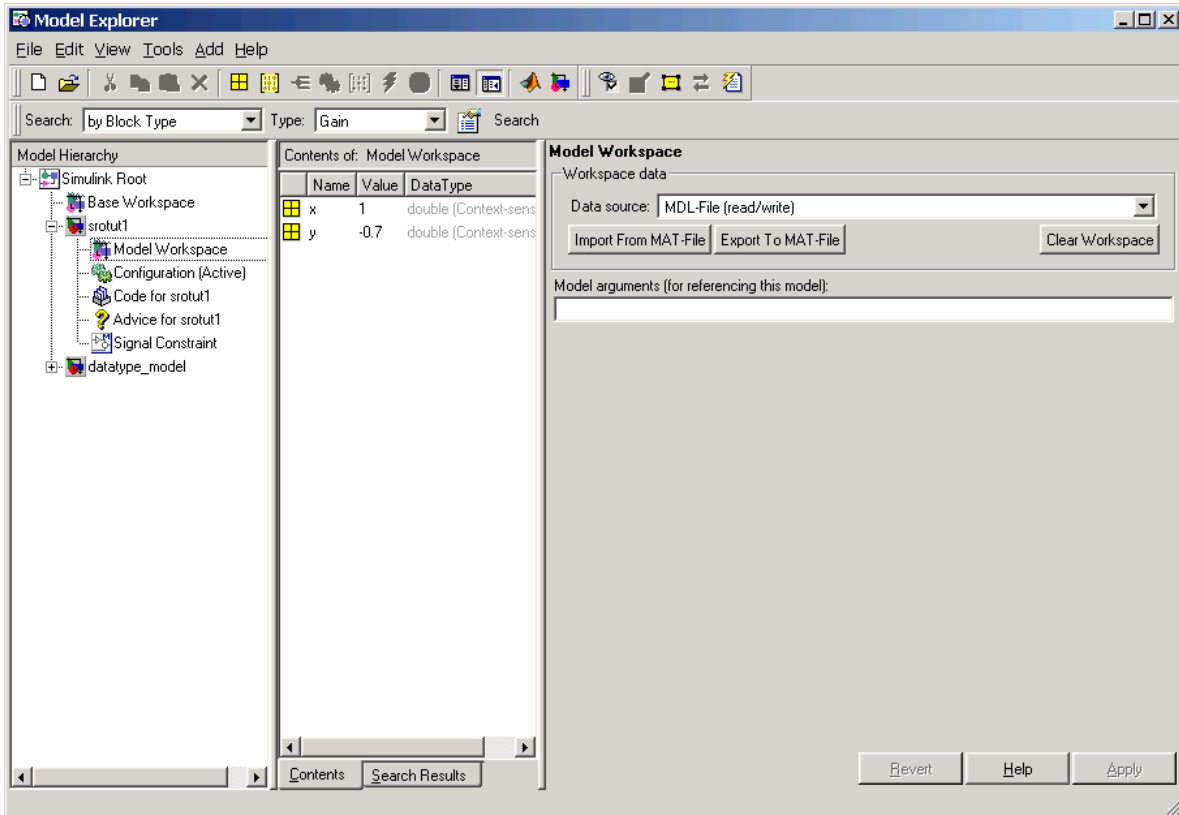 Model Explorer
File Edit View Tools Add Help
Search: by Block Type Type: Gain Search
Model Hierarchy
Simulink Root
Base Workspace
srotut1
Model Workspace
Configuration (Active)
Code for srotut1
Advice for srotut1
Signal Constraint
datatype_model
Contents of: Model Workspace
Name Value DataType
x 1 double (Context-sens
y -0.7 double (Context-sens
Contents Search Results
Model Workspace
Workspace data
Data source: MDL-File (read/write)
Import From MAT-File Export To MAT-File Clear Workspace
Model arguments (for referencing this model):
Revert Help Apply